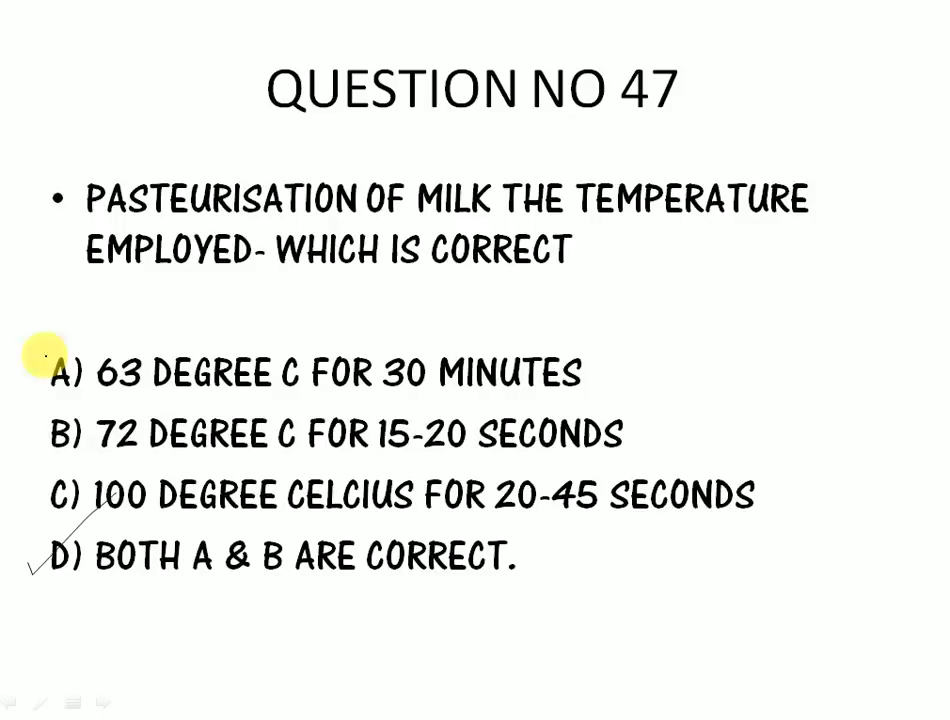 QUESTION NO 47
• PASTEURISATION OF MILK THE TEMPERATURE
EMPLOYED- WHICH IS CORRECT
A) 63 DEGREE C FOR 30 MINUTES
B) 72 DEGREE C FOR 15-20 SECONDS
C) 100 DEGREE CELCIUS FOR 20-45 SECONDS
D) BOTH A & B ARE CORRECT.